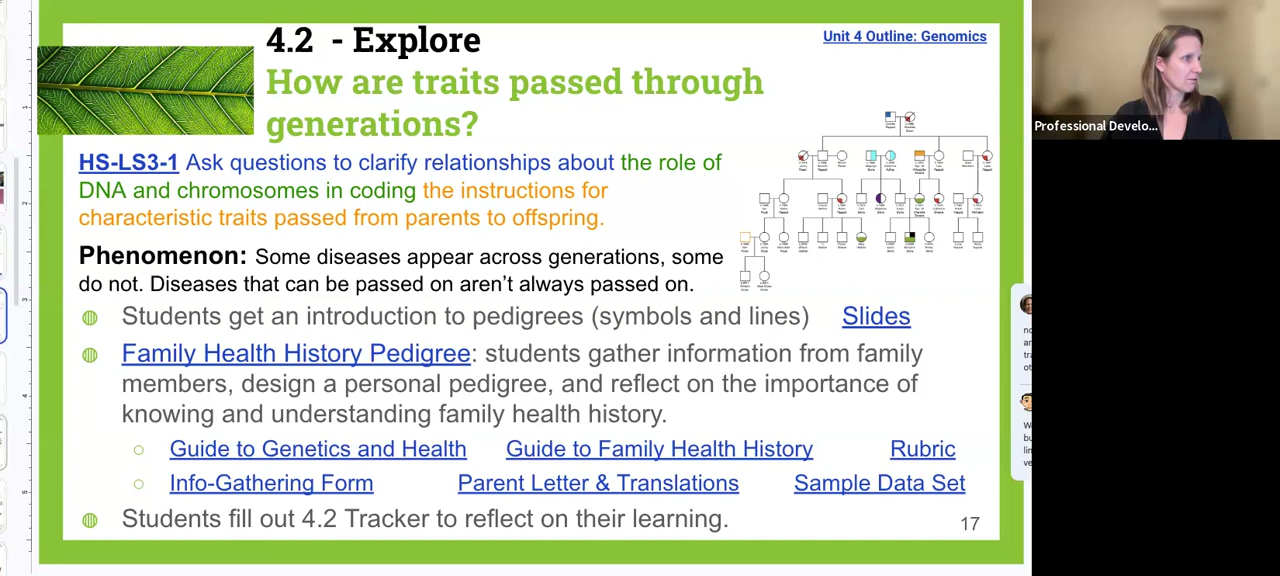 4.2 - Explore
Unit 4 Outline: Genomics
How are traits passed through
generations?
HS-LS3-1 Ask questions to clarify relationships about the role of
DNA and chromosomes in coding the instructions for
characteristic traits passed from parents to offspring.
Phenomenon: Some diseases appear across generations, some
do not. Diseases that can be passed on aren't always passed on.
Students get an introduction to pedigrees (symbols and lines) Slides
Family Health History Pedigree: students gather information from family
members, design a personal pedigree, and reflect on the importance of
knowing and understanding family health history.
Guide to Genetics and Health Guide to Family Health History Rubric
Info-Gathering Form Parent Letter & Translations Sample Data Set
Students fill out 4.2 Tracker to reflect on their learning.
17
Professional Develo...
1
2
3
4
5